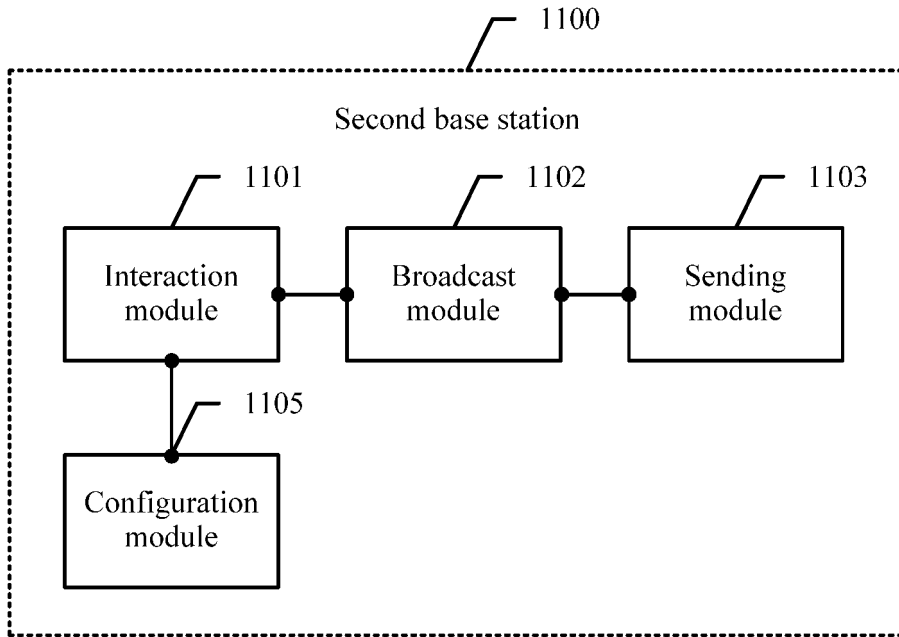 1100
Second base station
1101
1102
1103
Interaction
module
Broadcast
module
Sending
module
1105
Configuration
module